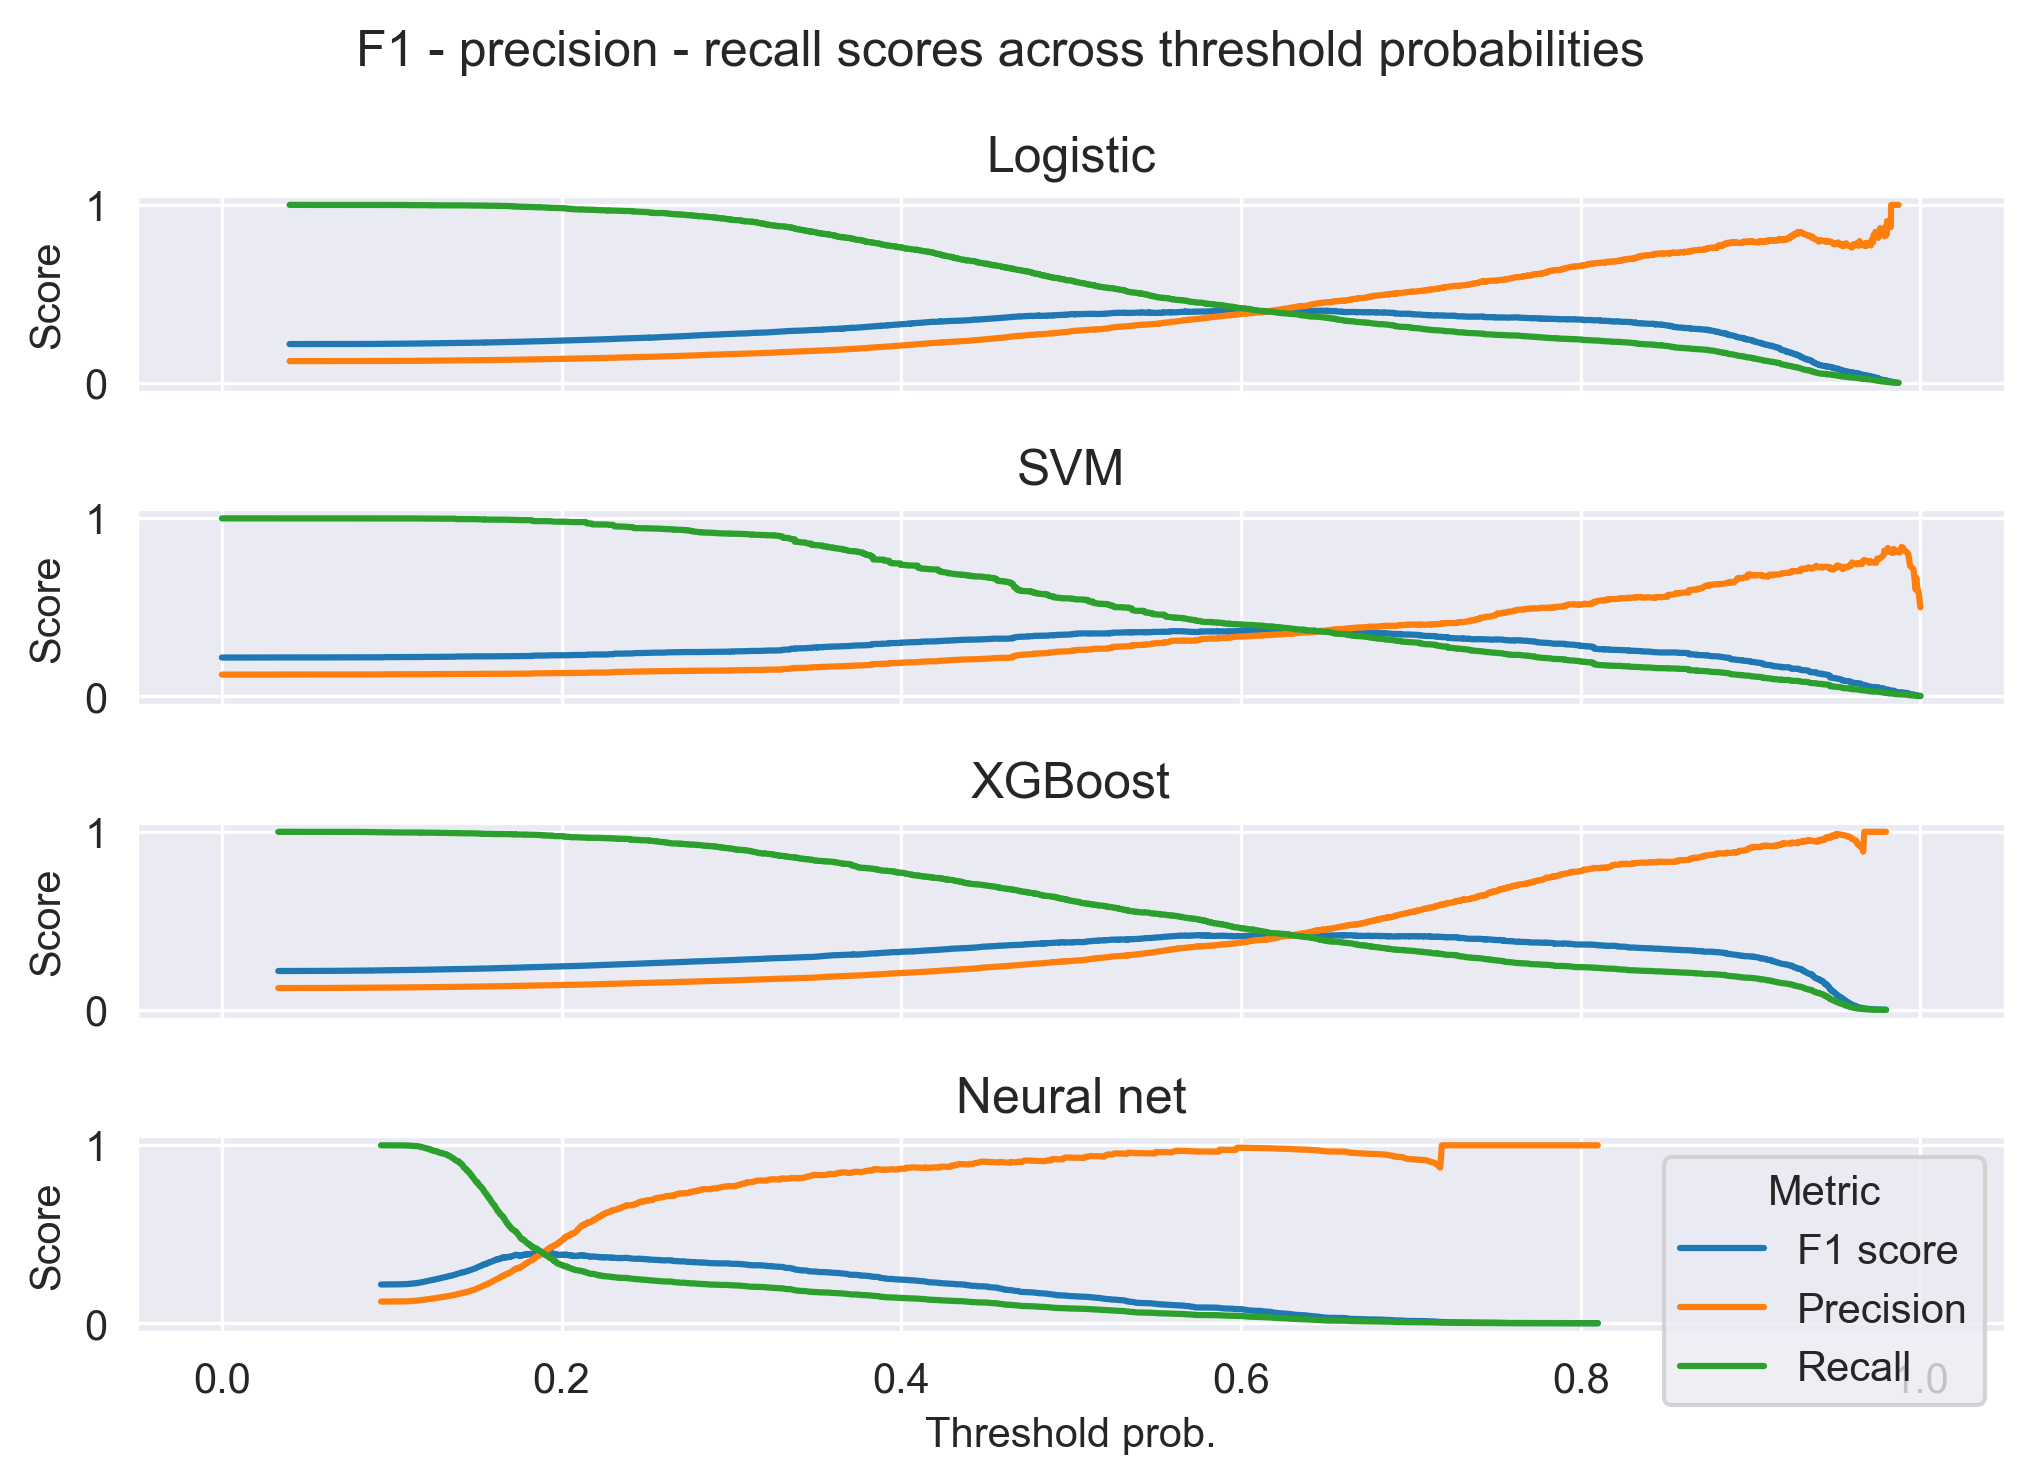 F1 - precision - recall scores across threshold probabilities
Logistic
1
Score
0
SVM
1
Score
0
XGBoost
1
Score
0
Neural net
1
Score
0
Metric
F1 score
Precision
Recall
0.0 0.2 0.4 0.6 0.8 1.0
Threshold prob.